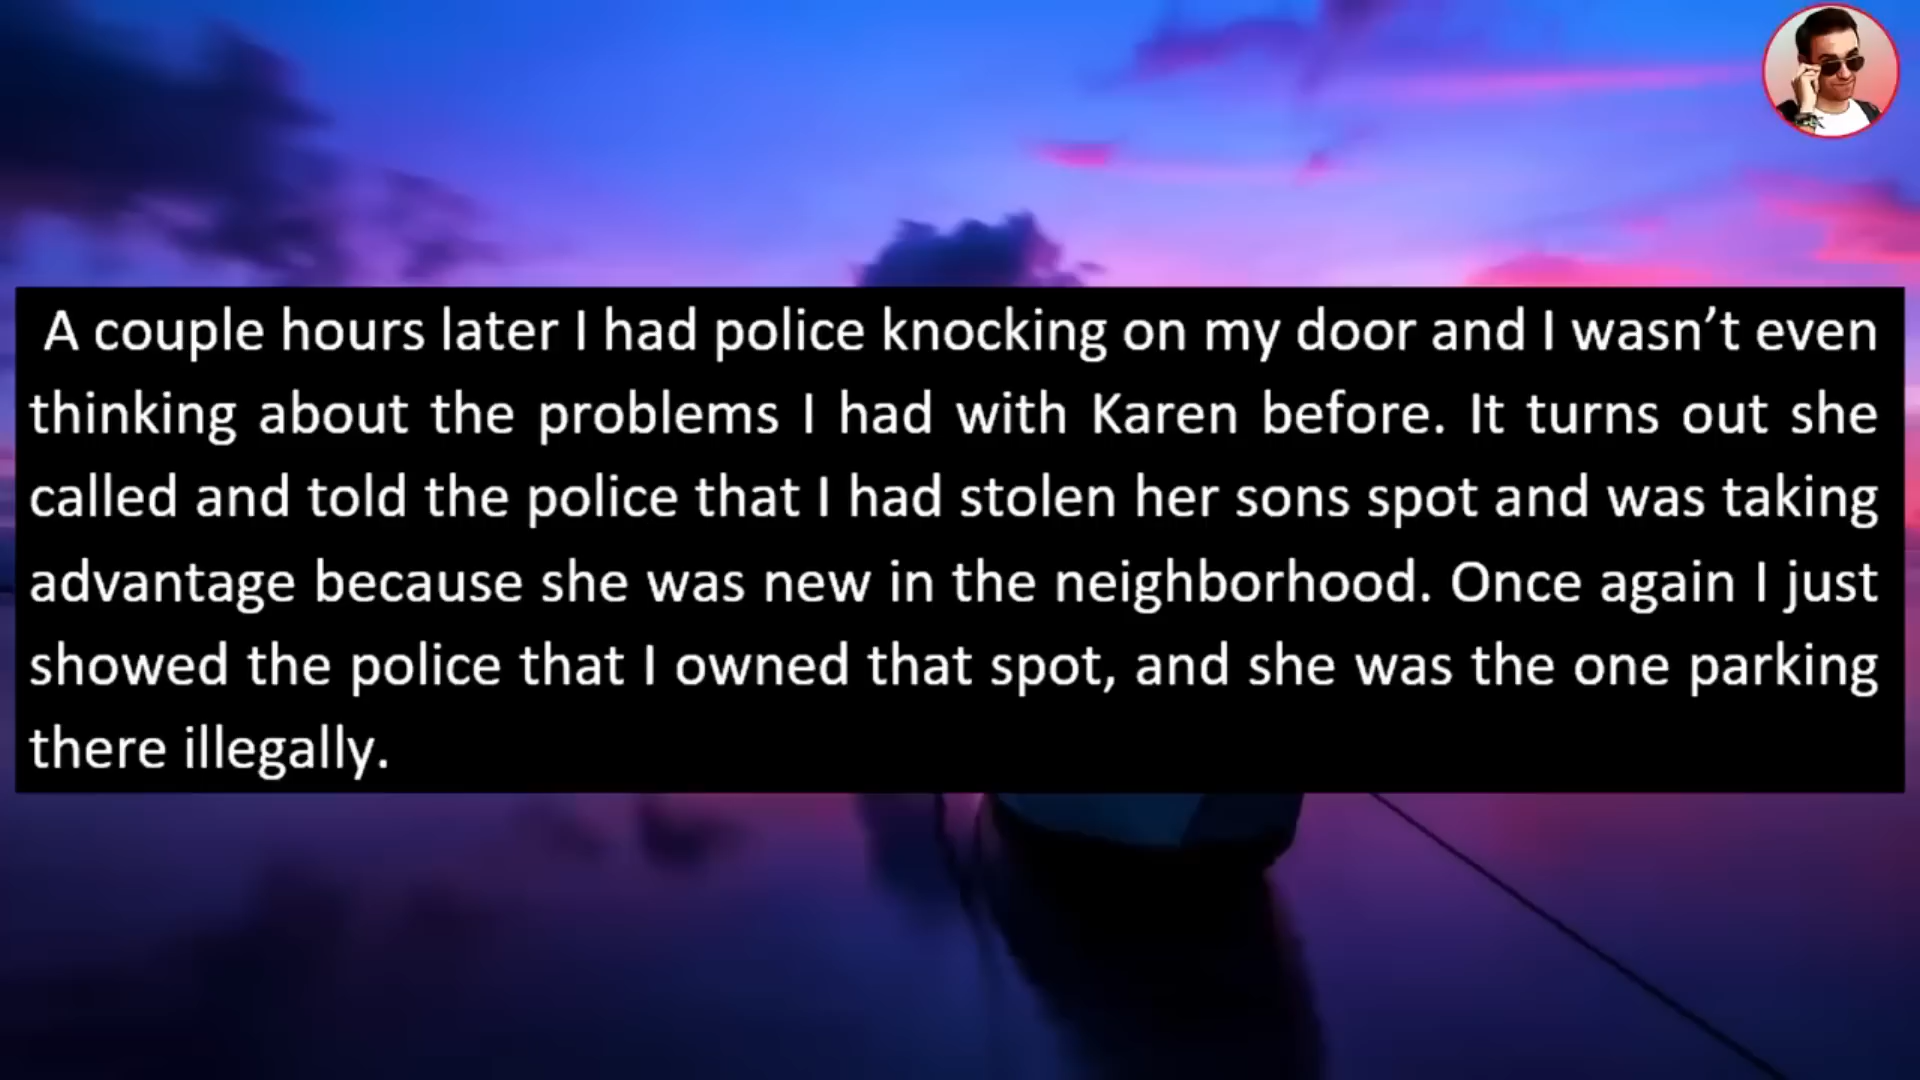 A couple hours later I had police knocking on my door and I wasn’t even
thinking about the problems I had with Karen before. It turns out she
called and told the police that I had stolen her sons spot and was taking
advantage because she was new in the neighborhood. Once again I just
showed the police that I owned that spot, and she was the one parking
there illegally.